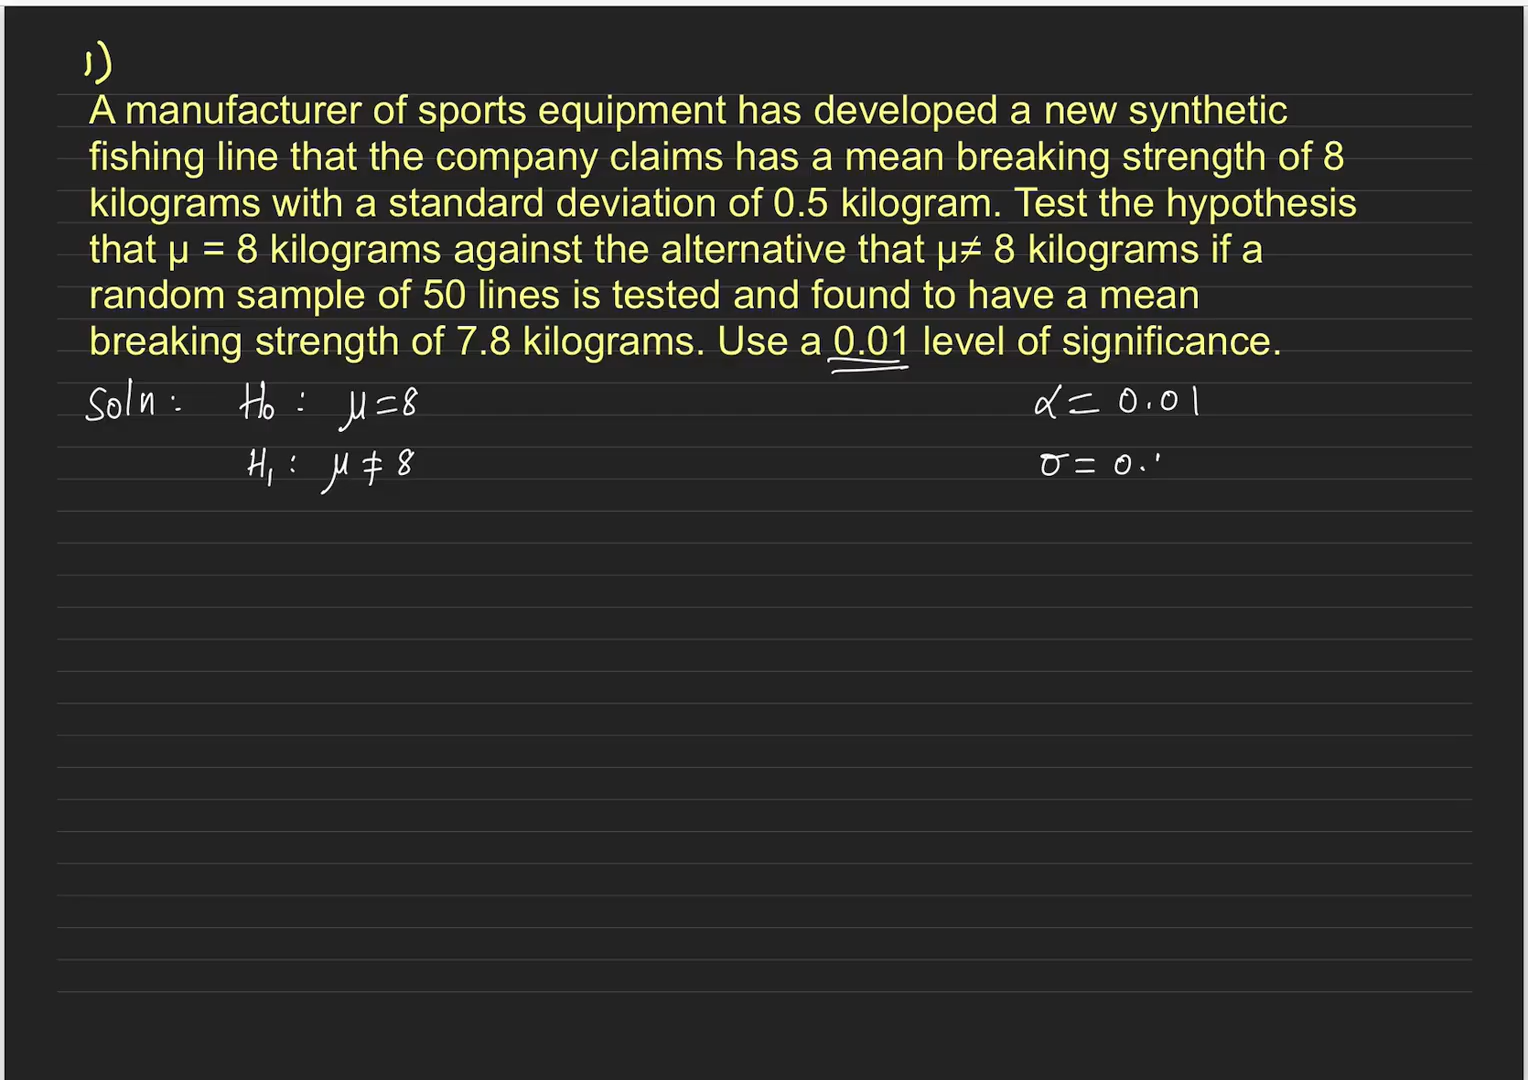 1)
A manufacturer of sports equipment has developed a new synthetic
fishing line that the company claims has a mean breaking strength of 8
kilograms with a standard deviation of 0.5 kilogram. Test the hypothesis
that μ = 8 kilograms against the alternative that μ≠ 8 kilograms if a
random sample of 50 lines is tested and found to have a mean
breaking strength of 7.8 kilograms. Use a 0.01 level of significance.
Soln: H₀ : μ=8 α= 0.01
H₁ : μ ≠ 8 σ= 0.'